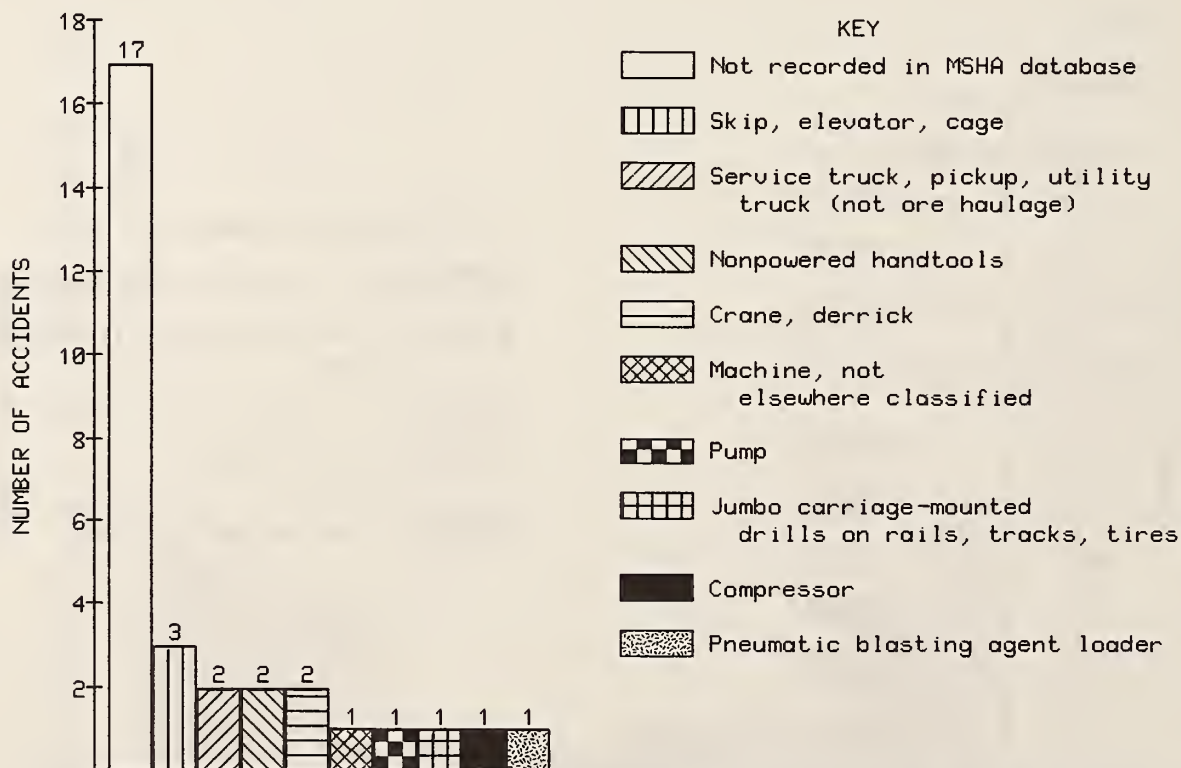 NUMBER OF ACCIDENTS
18
16
14
12
10
8
6
4
2
17
3
2
2
2
1
1
1
1
1
KEY
Not recorded in MSHA database
Skip, elevator, cage
Service truck, pickup, utility
truck (not ore haulage)
Nonpowered handtools
Crane, derrick
Machine, not
elsewhere classified
Pump
Jumbo carriage-mounted
drills on rails, tracks, tires
Compressor
Pneumatic blasting agent loader